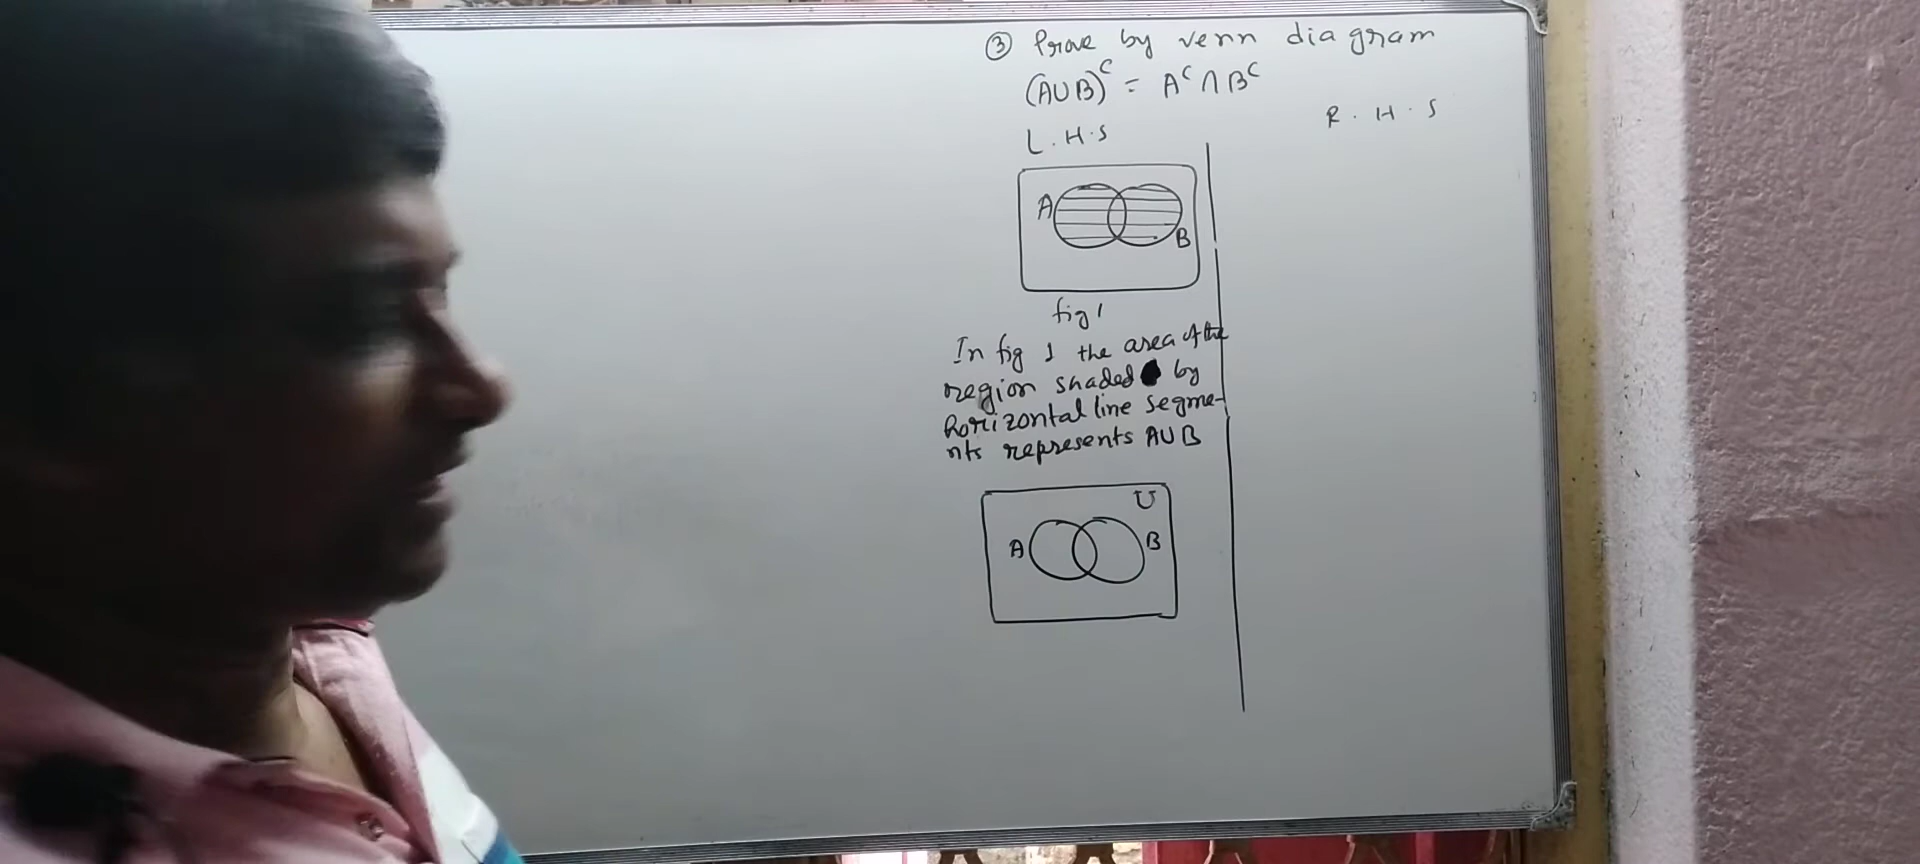 ③ Prove by venn diagram
(A∪B)ᶜ = Aᶜ ∩ Bᶜ
L.H.S
R.H.S
A
B
fig 1
In fig 1 the area of the
region shaded by
horizontal line segme-
nts represents A∪B
U
A
B